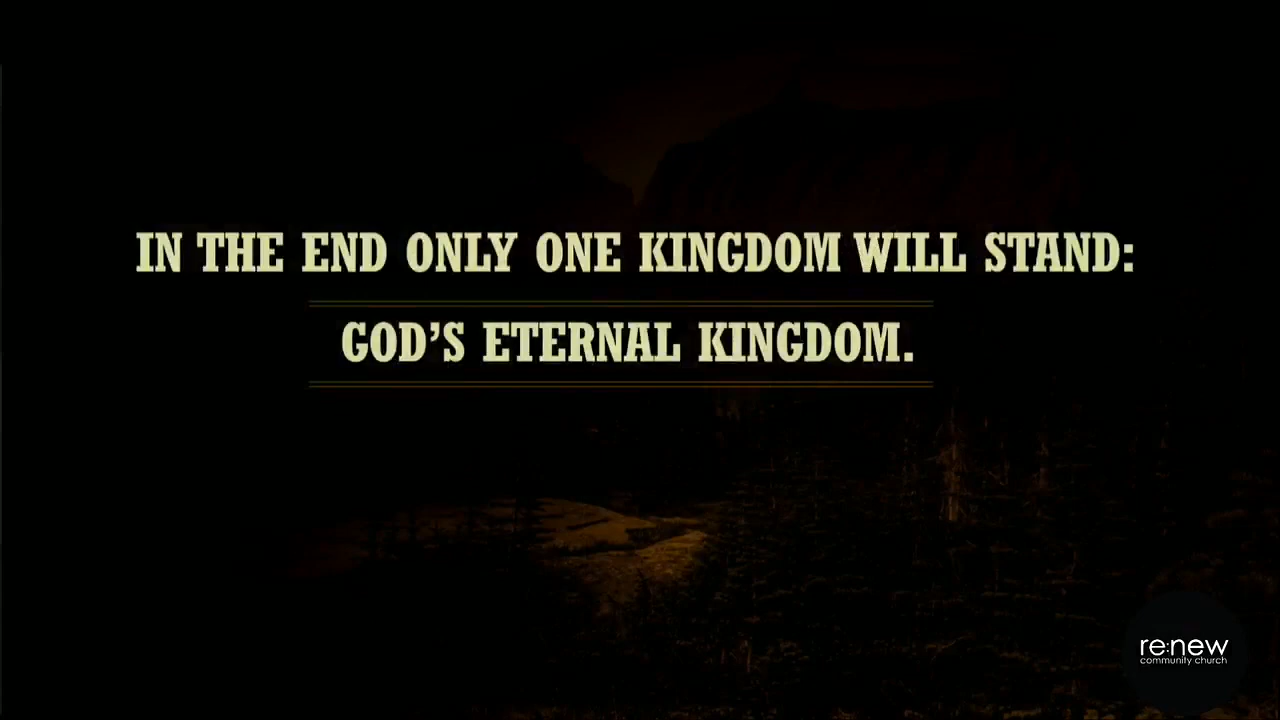 IN THE END ONLY ONE KINGDOM WILL STAND:
GOD’S ETERNAL KINGDOM.
re:new
community church